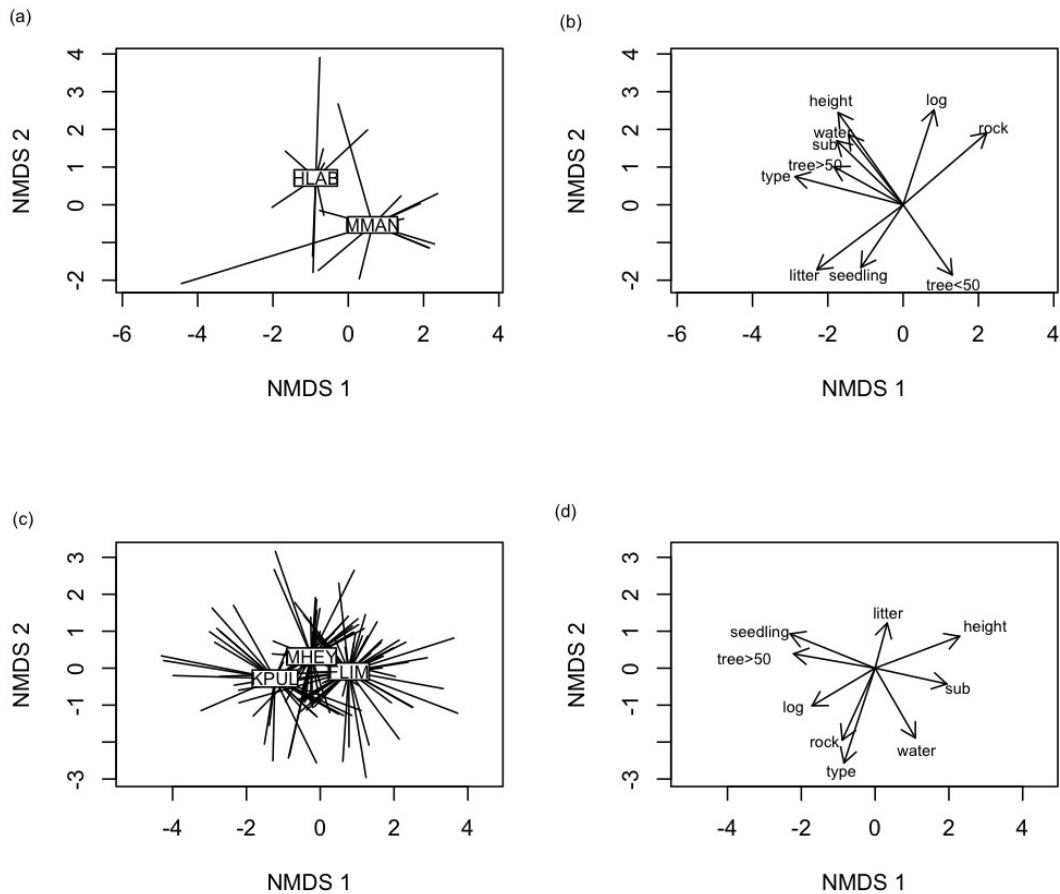 (a)
4
3
2
1
0
-2
NMDS 2
HLAB
MMAN
-6 -4 -2 0 2 4
NMDS 1
(b)
4
3
2
1
0
-2
NMDS 2
height
log
water
rock
sub
tree>50
type
litter
seedling
tree<50
-6 -4 -2 0 2 4
NMDS 1
(c)
3
2
1
0
-1
-3
NMDS 2
MHEY
KPUL
FLIM
-4 -2 0 2 4
NMDS 1
(d)
3
2
1
0
-1
-3
NMDS 2
litter
seedling
height
tree>50
sub
log
rock
water
type
-4 -2 0 2 4
NMDS 1